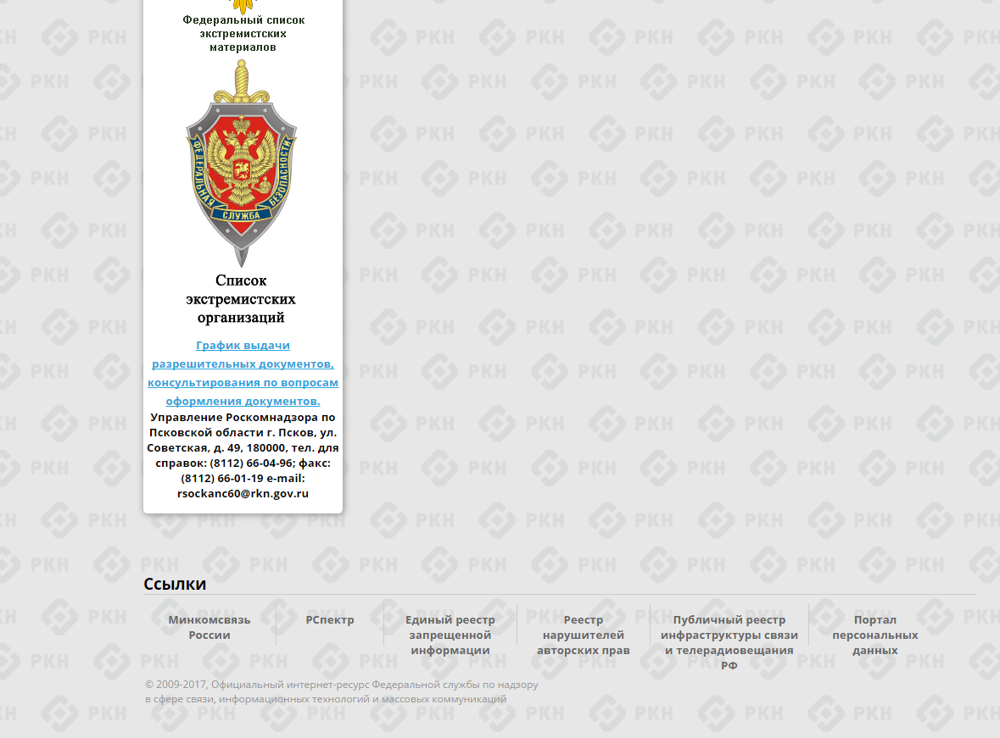 Федеральный список
экстремистских
материалов
ФЕДЕРАЛЬНАЯ
СЛУЖБА
БЕЗОПАСНОСТИ
Список
экстремистских
организаций
График выдачи
разрешительных документов,
консультирования по вопросам
оформления документов.
Управление Роскомнадзора по
Псковской области г. Псков, ул.
Советская, д. 49, 180000, тел. для
справок: (8112) 66-04-96; факс:
(8112) 66-01-19 e-mail:
rsockanc60@rkn.gov.ru
РКН
Ссылки
Минкомсвязь
России
РСпектр
Единый реестр
запрещенной
информации
Реестр
нарушителей
авторских прав
Публичный реестр
инфраструктуры связи
и телерадиовещания
РФ
Портал
персональных
данных
© 2009-2017, Официальный интернет-ресурс Федеральной службы по надзору
в сфере связи, информационных технологий и массовых коммуникаций